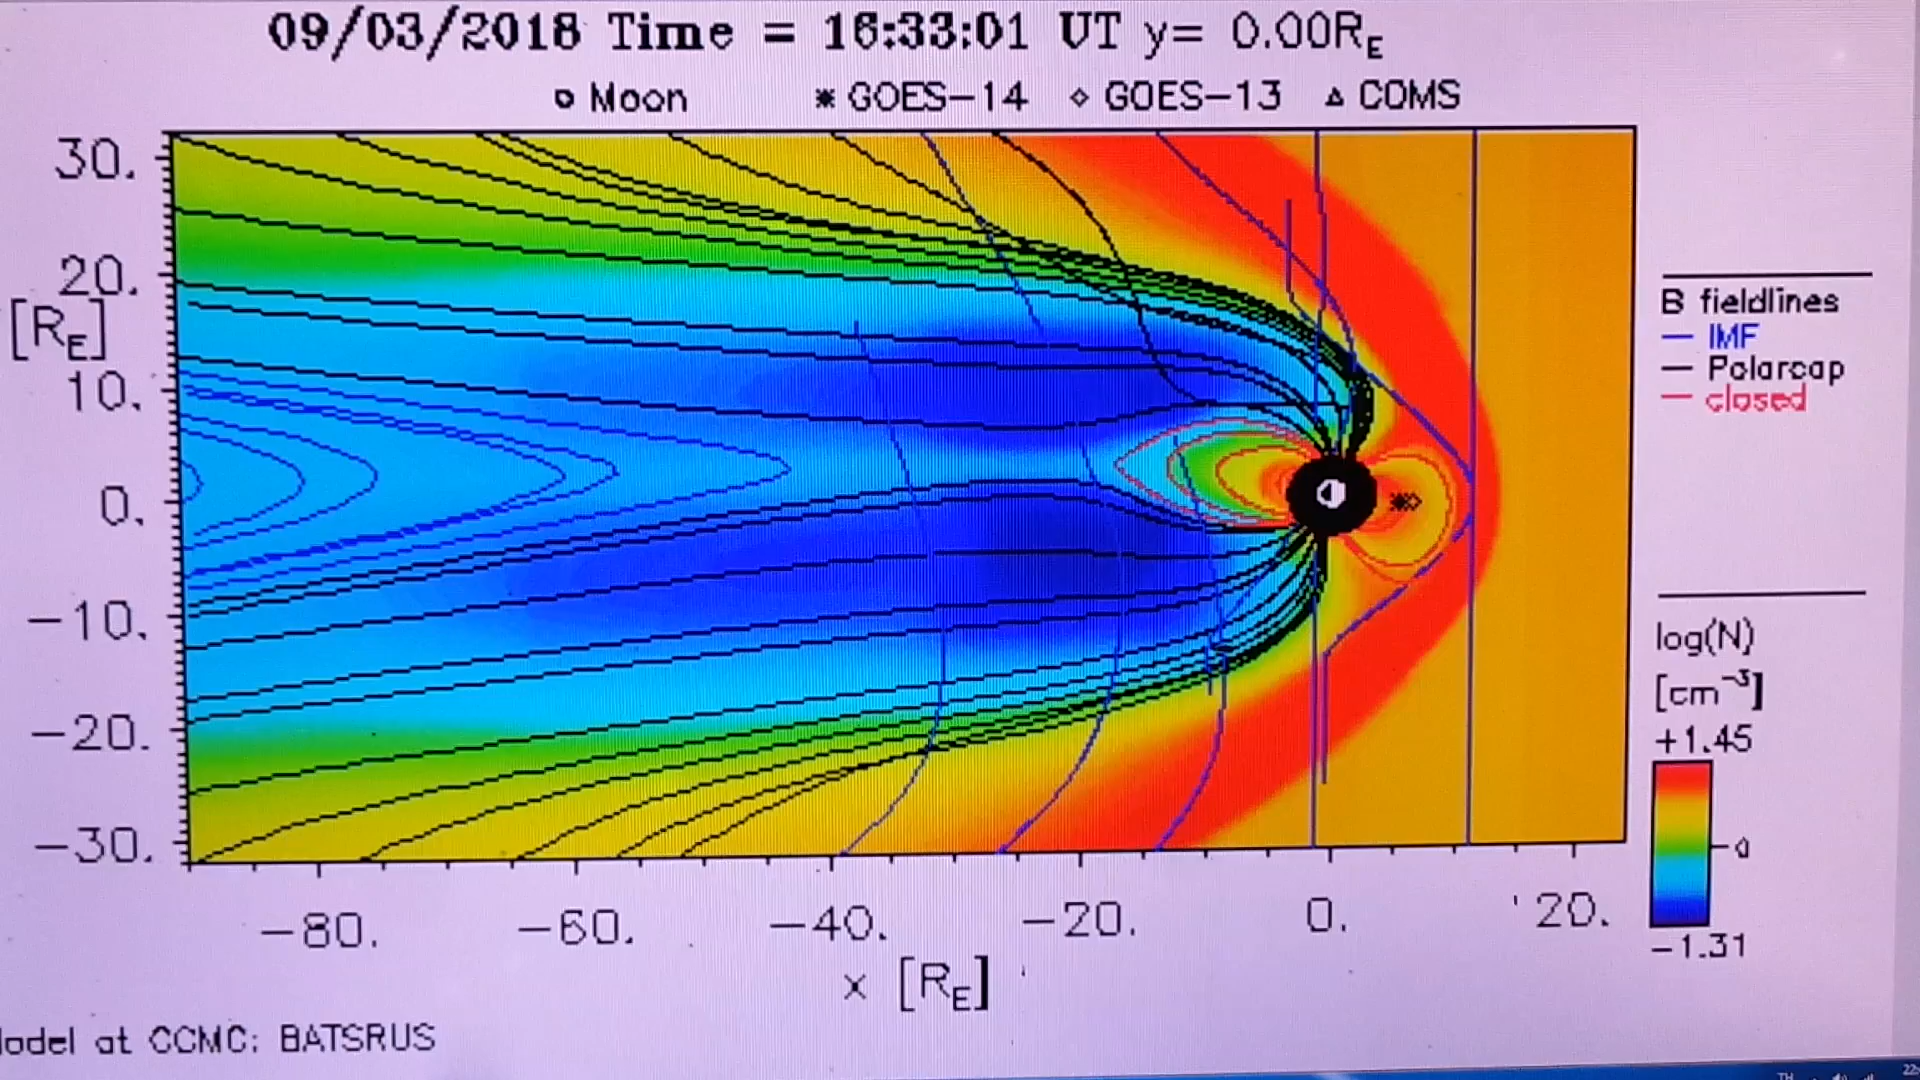 09/03/2018 Time = 16:33:01 UT y= 0.00RE
Moon GOES-14 GOES-13 COMS
30.
20.
[RE]
10.
0.
-10.
-20.
-30.
-80. -60. -40. -20. 0. 20.
x [RE]
B fieldlines
IMF
Polarcap
closed
log(N)
[cm-3]
+1.45
0
-1.31
Model at CCMC: BATSRUS
TH